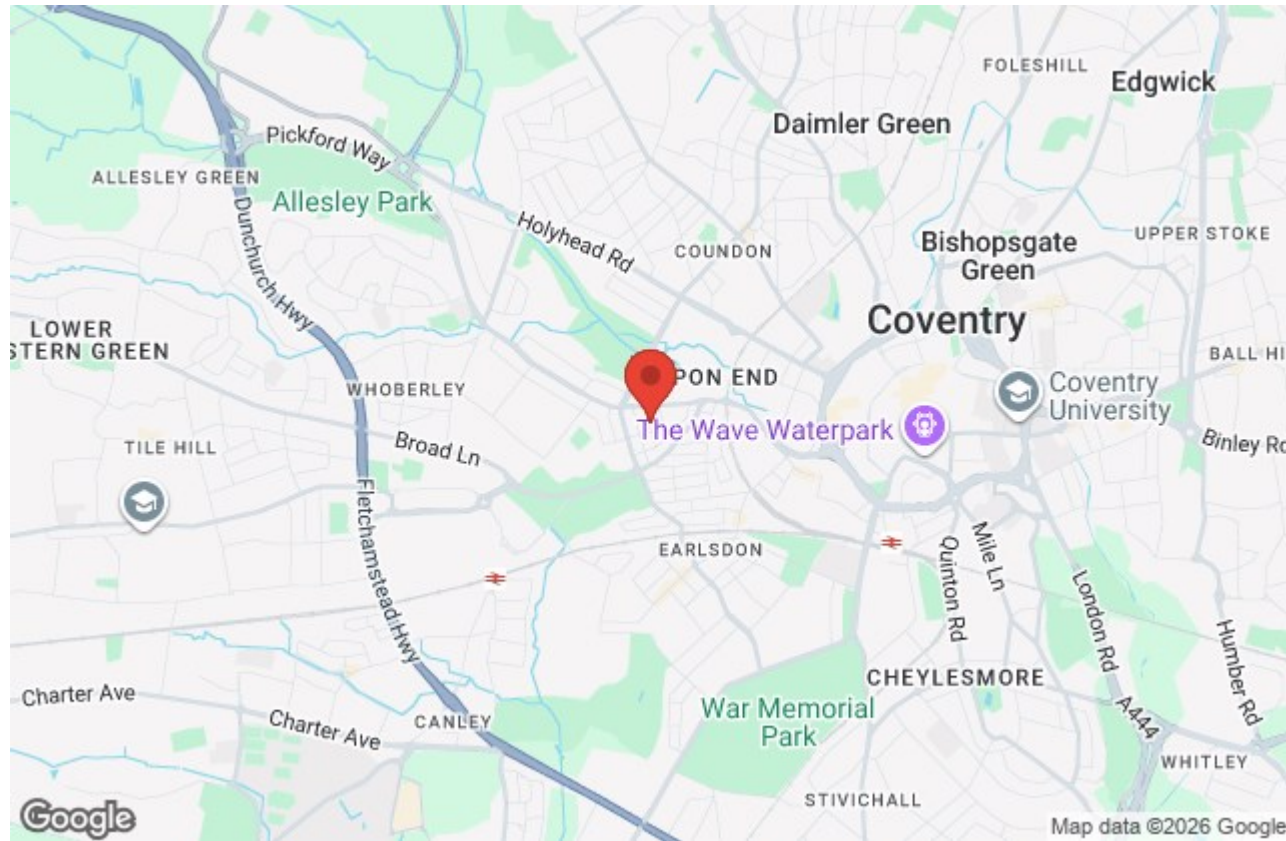 FOLESHILL
Edgwick
Daimler Green
Pickford Way
ALLESLEY GREEN
Allesley Park
Holyhead Rd
COUNDON
Bishopsgate
Green
UPPER STOKE
Dunchurch Hwy
Coventry
LOWER
STERN GREEN
BALL HI
WHOBERLEY
PON END
Coventry
University
The Wave Waterpark
Broad Ln
TILE HILL
Binley Rd
Fletchamstead Hwy
EARLSDON
Mile Ln
Quinton Rd
London Rd
Humber Rd
CHEYLESMORE
Charter Ave
War Memorial
Park
A444
Charter Ave
CANLEY
WHITLEY
STIVICHALL
Google
Map data ©2026 Google